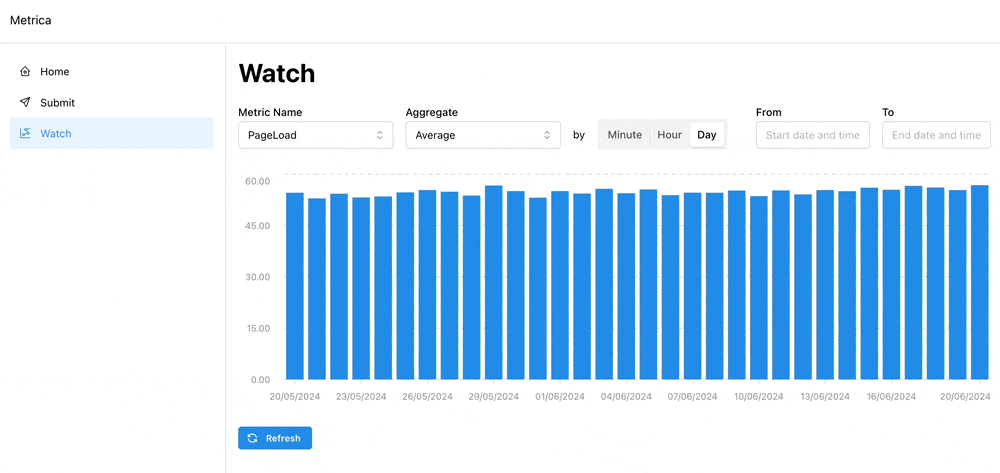 Metrica
Home
Submit
Watch
Watch
Metric Name
Aggregate
From
To
PageLoad
Average
by
Minute
Hour
Day
Start date and time
End date and time
60.00
45.00
30.00
15.00
0.00
20/05/2024 23/05/2024 26/05/2024 29/05/2024 01/06/2024 04/06/2024 07/06/2024 10/06/2024 13/06/2024 16/06/2024 20/06/2024
Refresh